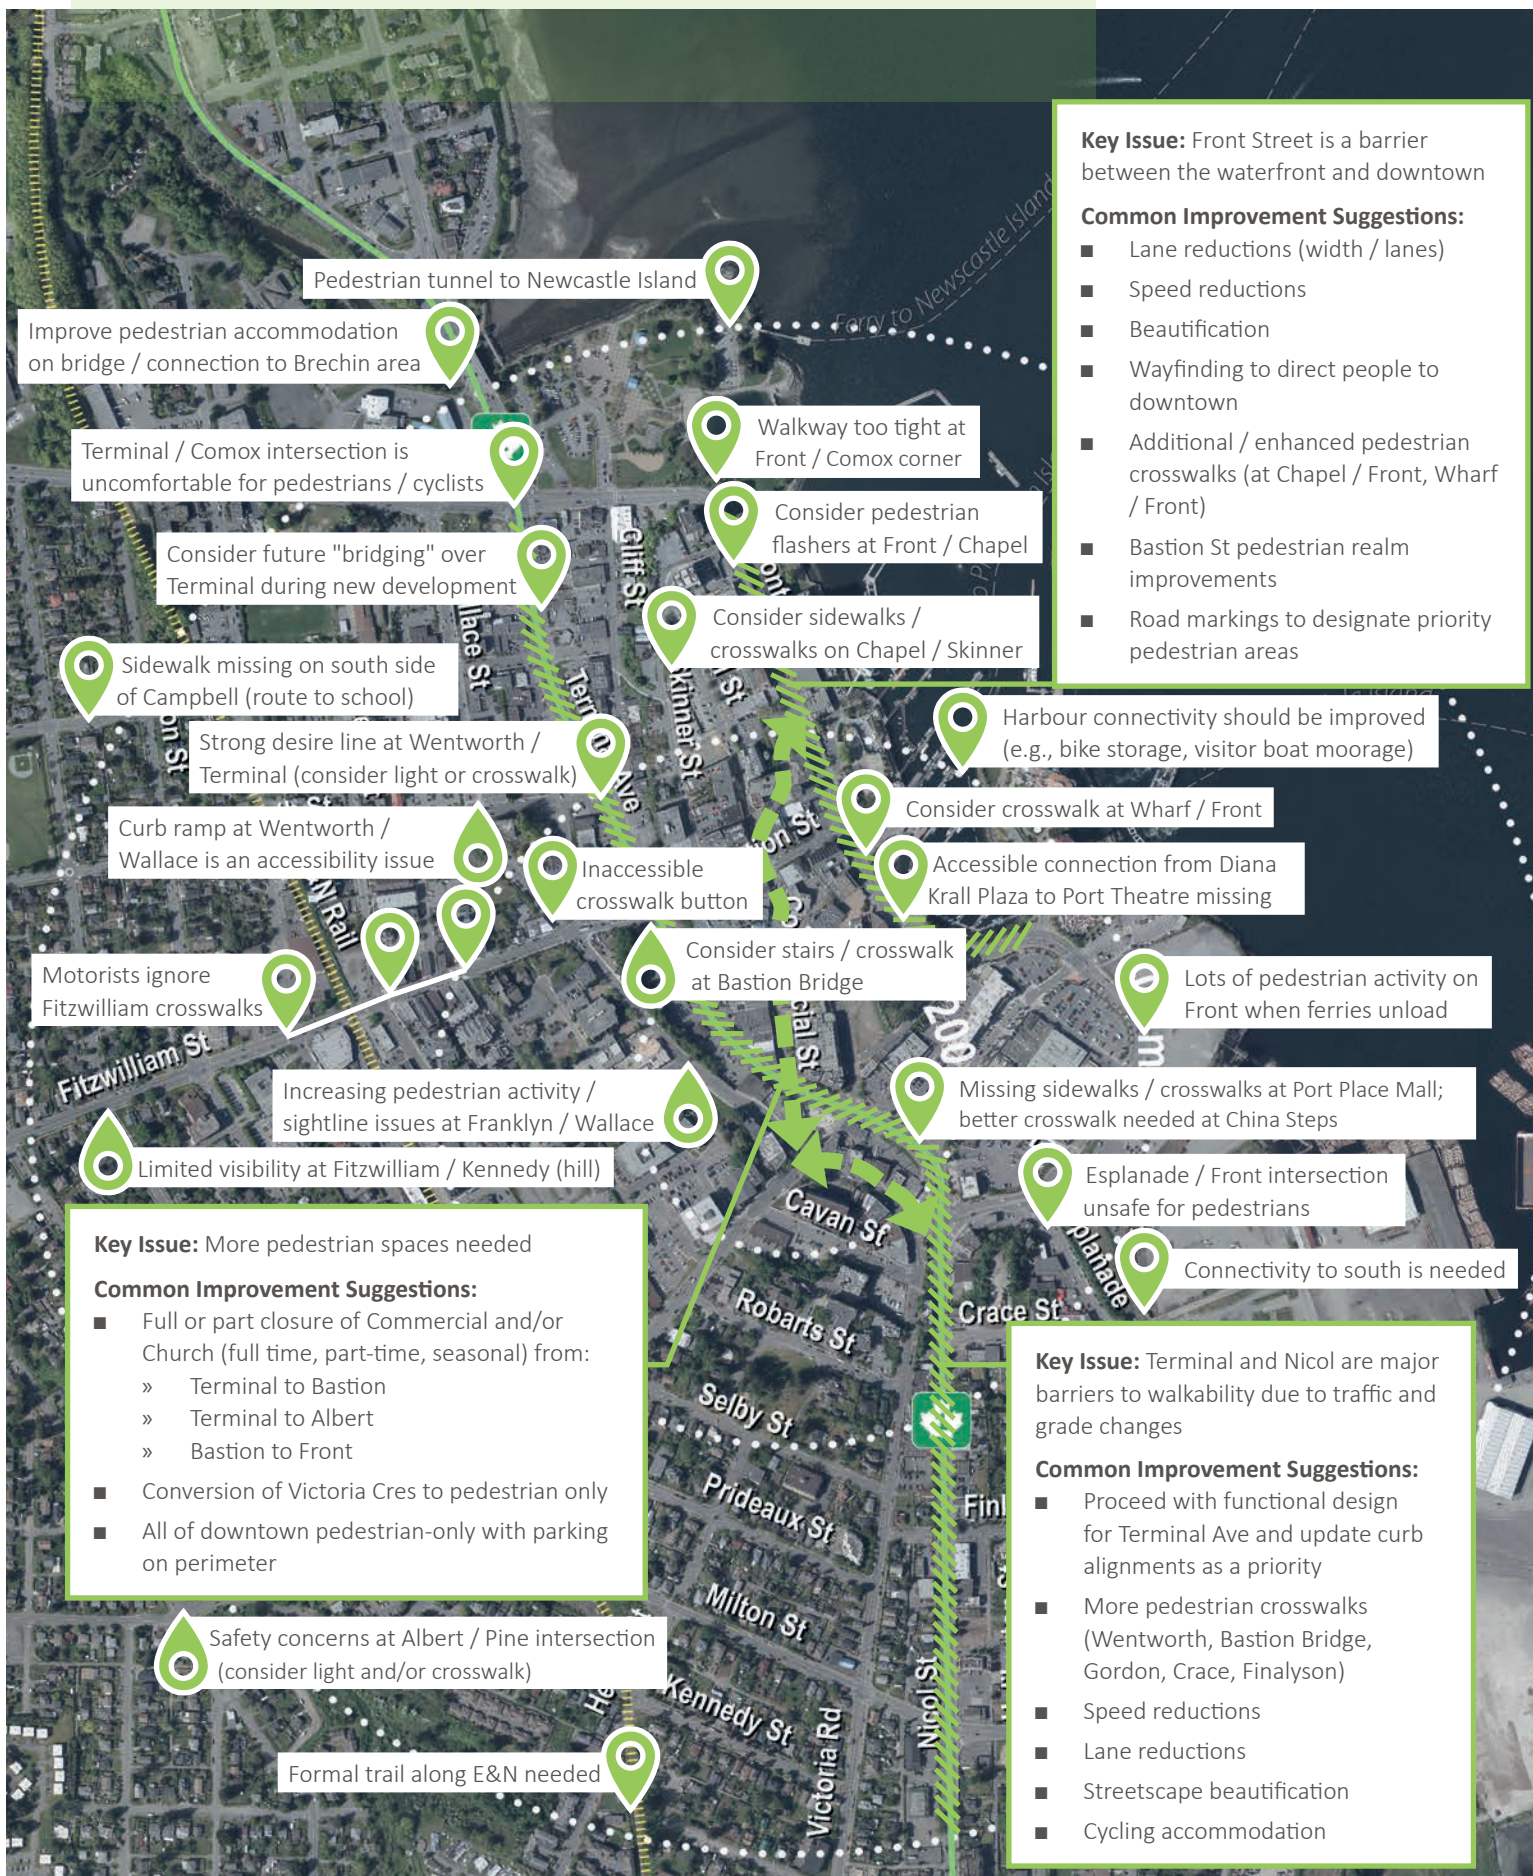 Key Issue: Front Street is a barrier
between the waterfront and downtown
Common Improvement Suggestions:
■ Lane reductions (width / lanes)
■ Speed reductions
■ Beautification
■ Wayfinding to direct people to
downtown
■ Additional / enhanced pedestrian
crosswalks (at Chapel / Front, Wharf
/ Front)
■ Bastion St pedestrian realm
improvements
■ Road markings to designate priority
pedestrian areas
Pedestrian tunnel to Newcastle Island
Ferry to Newscastle Island
Improve pedestrian accommodation
on bridge / connection to Brechin area
Walkway too tight at
Front / Comox corner
Terminal / Comox intersection is
uncomfortable for pedestrians / cyclists
Consider pedestrian
flashers at Front / Chapel
Cliff St
Consider future "bridging" over
Terminal during new development
Consider sidewalks /
crosswalks on Chapel / Skinner
Sidewalk missing on south side
of Campbell (route to school)
Harbour connectivity should be improved
(e.g., bike storage, visitor boat moorage)
Strong desire line at Wentworth /
Terminal (consider light or crosswalk)
Ave
Skinner St
Consider crosswalk at Wharf / Front
Curb ramp at Wentworth /
Wallace is an accessibility issue
Inaccessible
crosswalk button
Accessible connection from Diana
Krall Plaza to Port Theatre missing
N Rail
Consider stairs / crosswalk
at Bastion Bridge
Motorists ignore
Fitzwilliam crosswalks
Lots of pedestrian activity on
Front when ferries unload
Fitzwilliam St
200
cial St
Increasing pedestrian activity /
sightline issues at Franklyn / Wallace
Missing sidewalks / crosswalks at Port Place Mall;
better crosswalk needed at China Steps
Limited visibility at Fitzwilliam / Kennedy (hill)
Esplanade / Front intersection
unsafe for pedestrians
Cavan St
planade
Connectivity to south is needed
Key Issue: More pedestrian spaces needed
Common Improvement Suggestions:
■ Full or part closure of Commercial and/or
Church (full time, part-time, seasonal) from:
» Terminal to Bastion
» Terminal to Albert
» Bastion to Front
■ Conversion of Victoria Cres to pedestrian only
■ All of downtown pedestrian-only with parking
on perimeter
Robarts St
Crace St
Selby St
Prideaux St
Finl
Milton St
Kennedy St
Victoria Rd
Nicol St
Key Issue: Terminal and Nicol are major
barriers to walkability due to traffic and
grade changes
Common Improvement Suggestions:
■ Proceed with functional design
for Terminal Ave and update curb
alignments as a priority
■ More pedestrian crosswalks
(Wentworth, Bastion Bridge,
Gordon, Crace, Finalyson)
■ Speed reductions
■ Lane reductions
■ Streetscape beautification
■ Cycling accommodation
Safety concerns at Albert / Pine intersection
(consider light and/or crosswalk)
Formal trail along E&N needed